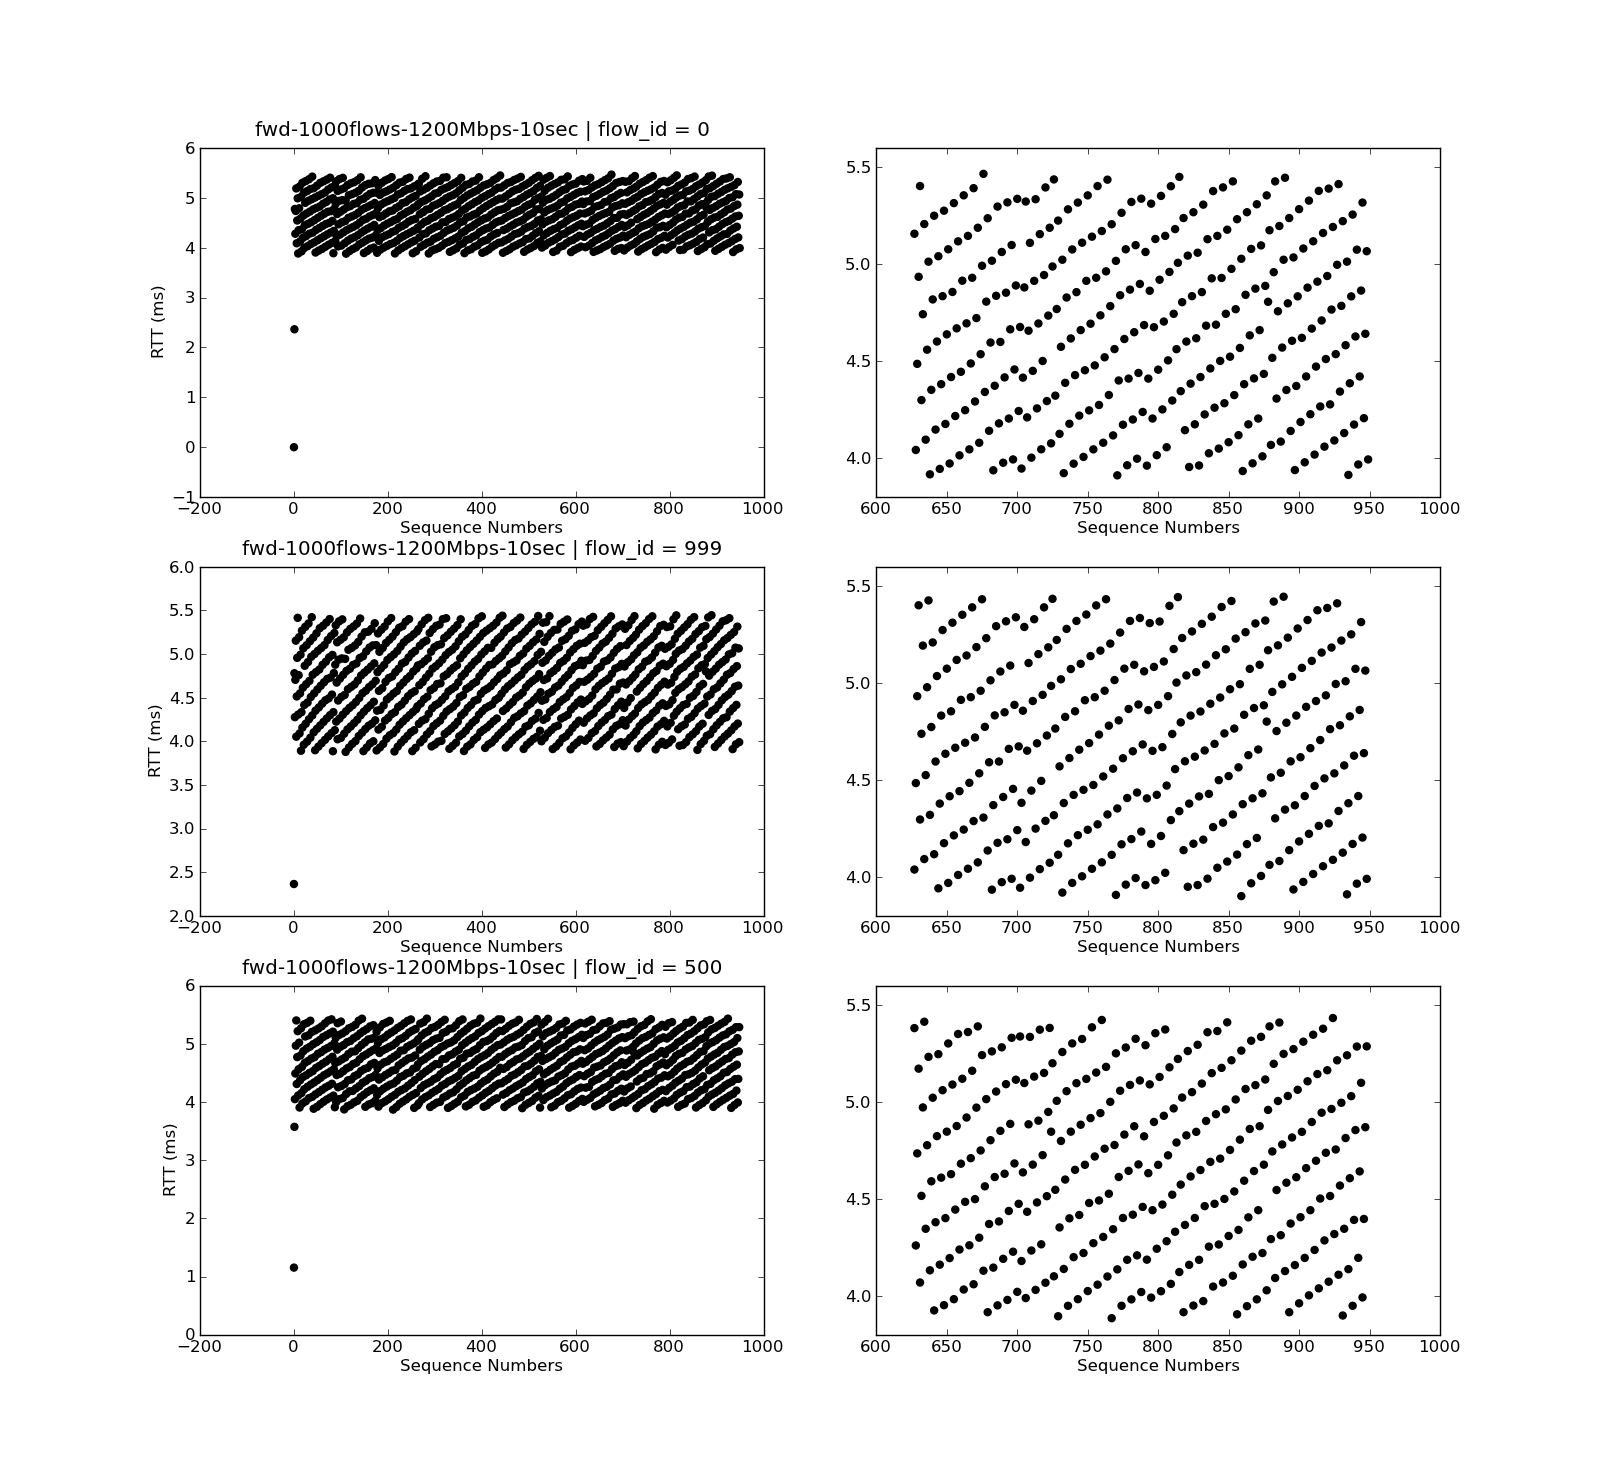 fwd-1000flows-1200Mbps-10sec | flow_id = 0
6
5
4
3
2
1
0
−1
RTT (ms)
−200 0 200 400 600 800 1000
Sequence Numbers
5.5
5.0
4.5
4.0
600 650 700 750 800 850 900 950 1000
Sequence Numbers
fwd-1000flows-1200Mbps-10sec | flow_id = 999
6.0
5.5
5.0
4.5
4.0
3.5
3.0
2.5
2.0
RTT (ms)
−200 0 200 400 600 800 1000
Sequence Numbers
5.5
5.0
4.5
4.0
600 650 700 750 800 850 900 950 1000
Sequence Numbers
fwd-1000flows-1200Mbps-10sec | flow_id = 500
6
5
4
3
2
1
0
RTT (ms)
−200 0 200 400 600 800 1000
Sequence Numbers
5.5
5.0
4.5
4.0
600 650 700 750 800 850 900 950 1000
Sequence Numbers